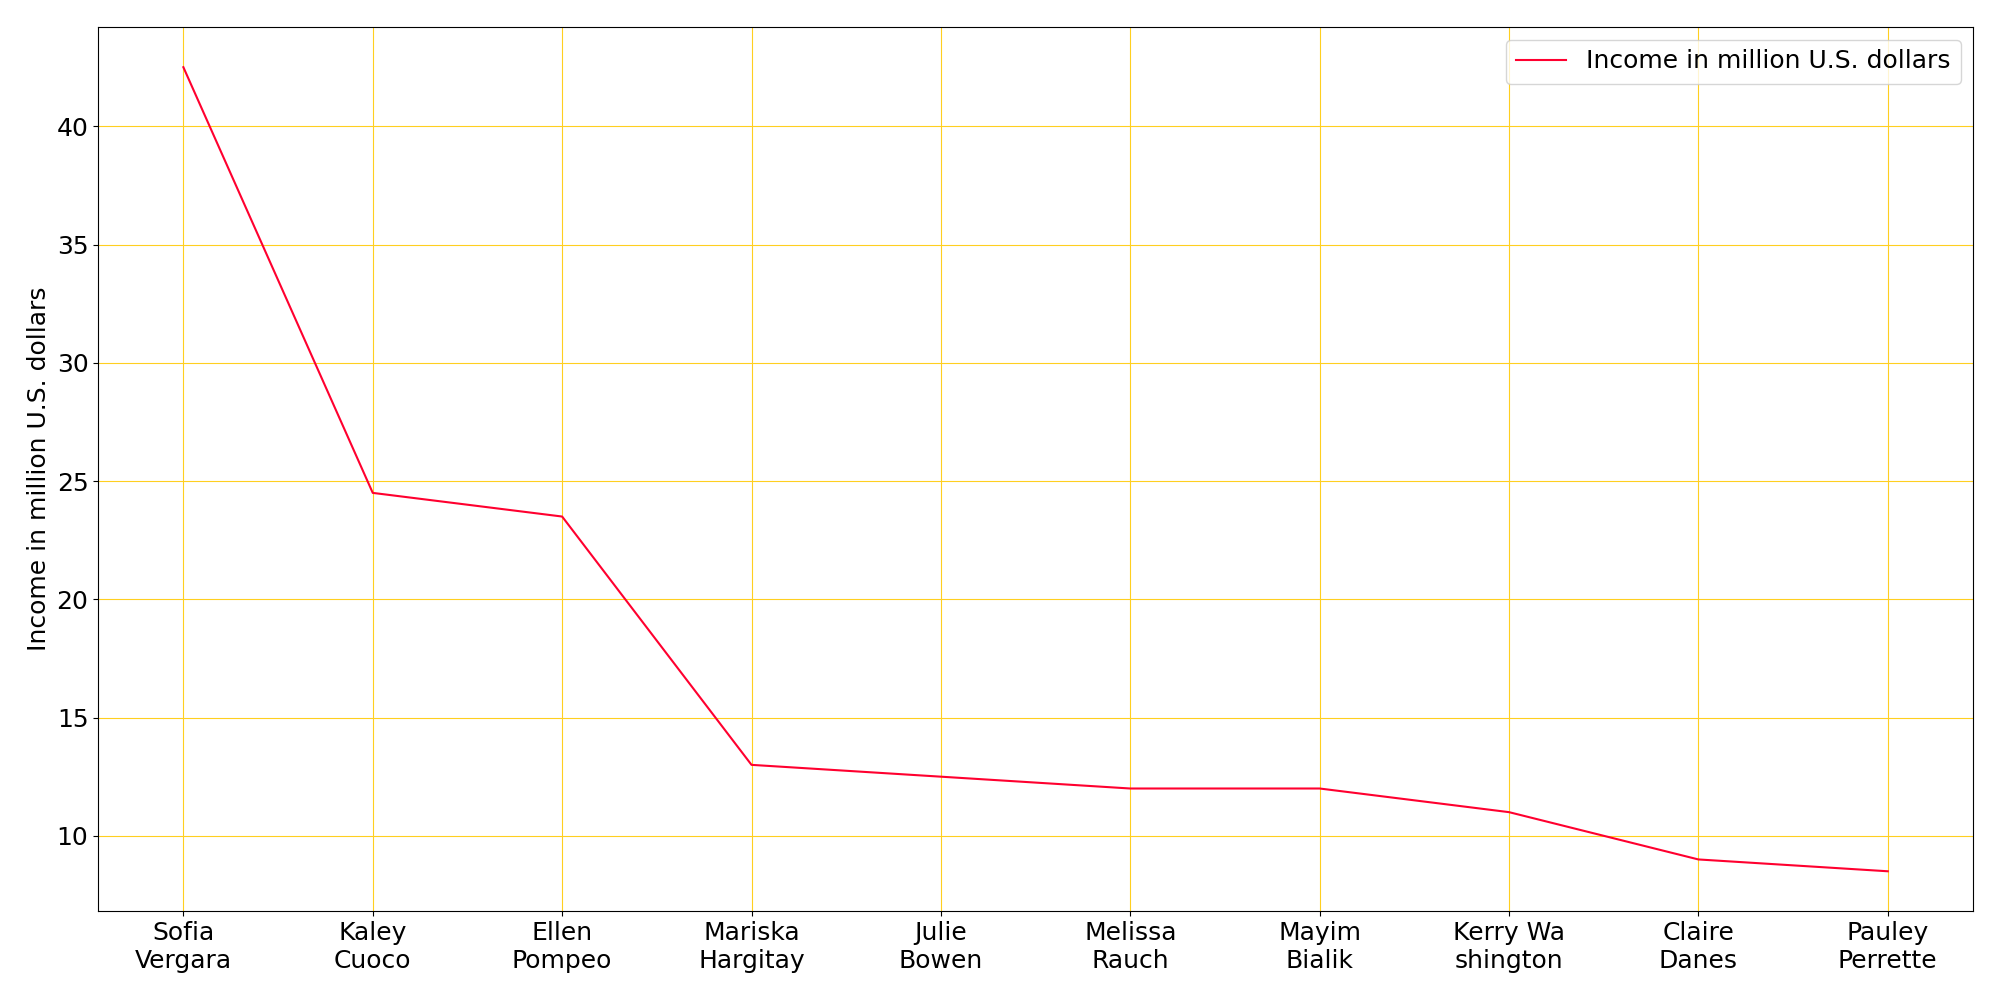 Income in million U.S. dollars
Income in million U.S. dollars
40
35
30
25
20
15
10
Sofia
Vergara
Kaley
Cuoco
Ellen
Pompeo
Mariska
Hargitay
Julie
Bowen
Melissa
Rauch
Mayim
Bialik
Kerry Wa
shington
Claire
Danes
Pauley
Perrette